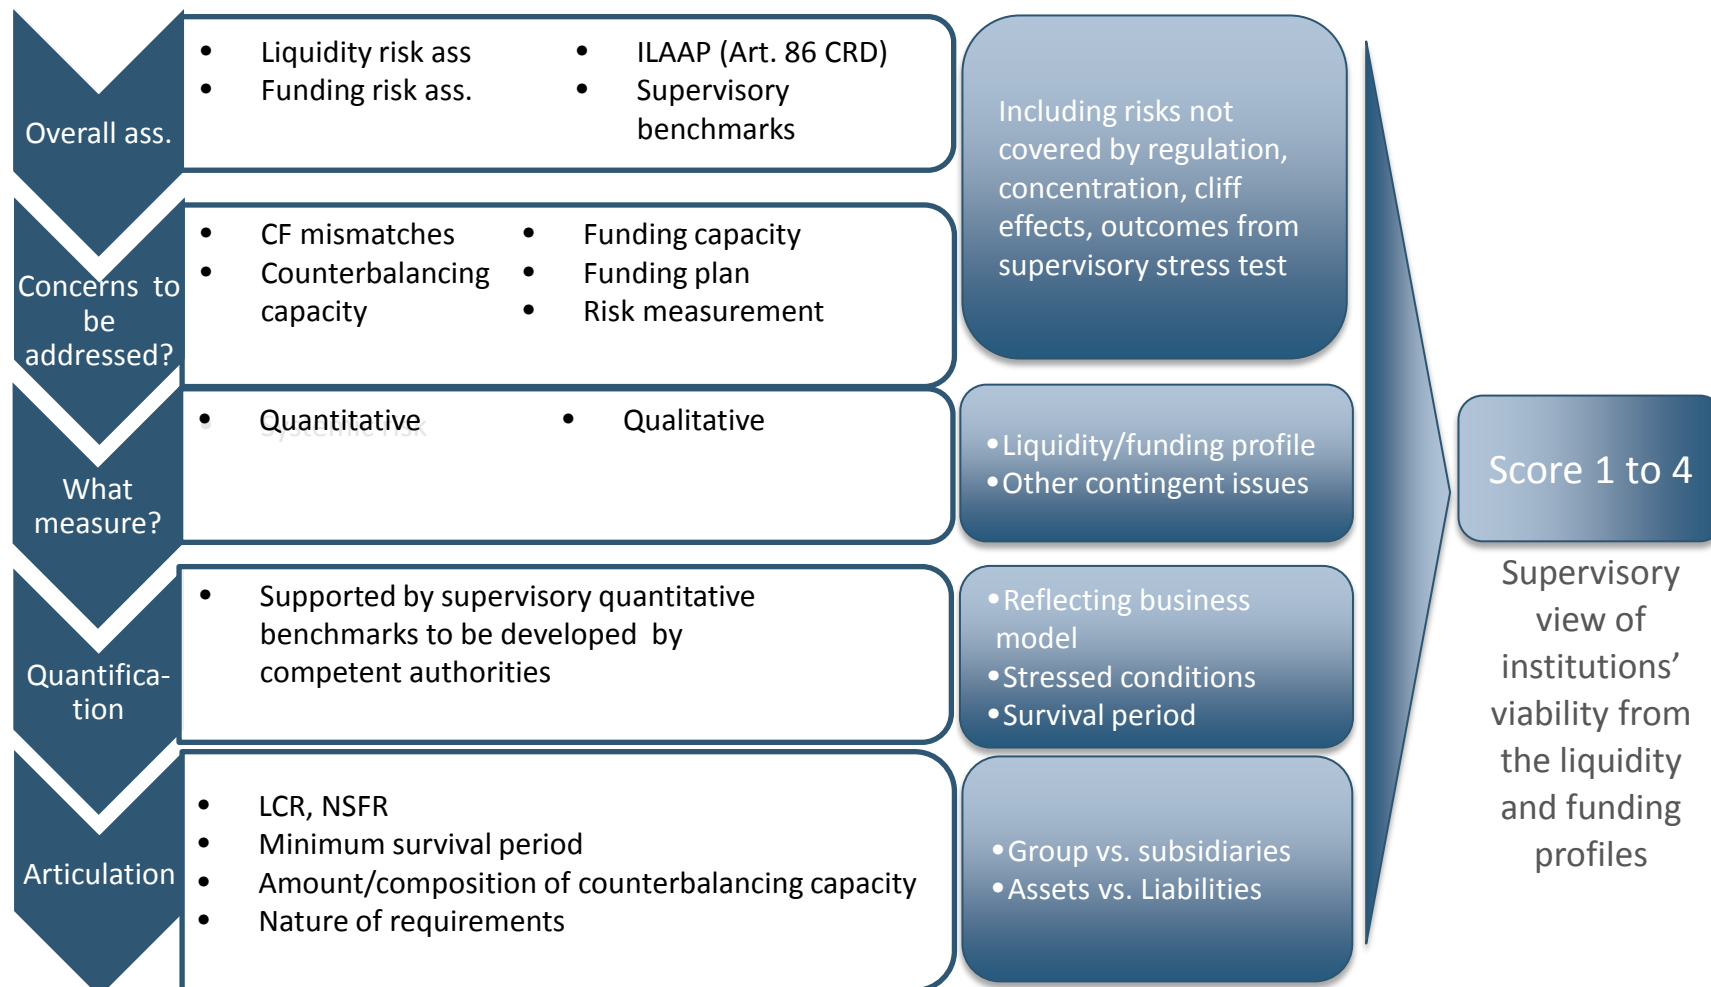 Overall ass.
• Liquidity risk ass
• Funding risk ass.
• ILAAP (Art. 86 CRD)
• Supervisory
benchmarks
Including risks not
covered by regulation,
concentration, cliff
effects, outcomes from
supervisory stress test
Concerns to
be
addressed?
• CF mismatches
• Counterbalancing
capacity
• Funding capacity
• Funding plan
• Risk measurement
What
measure?
• Quantitative
• Systemic risk
• Qualitative
• Liquidity/funding profile
• Other contingent issues
Quantifica-
tion
• Supported by supervisory quantitative
benchmarks to be developed by
competent authorities
• Reflecting business
model
• Stressed conditions
• Survival period
Articulation
• LCR, NSFR
• Minimum survival period
• Amount/composition of counterbalancing capacity
• Nature of requirements
• Group vs. subsidiaries
• Assets vs. Liabilities
Score 1 to 4
Supervisory
view of
institutions’
viability from
the liquidity
and funding
profiles